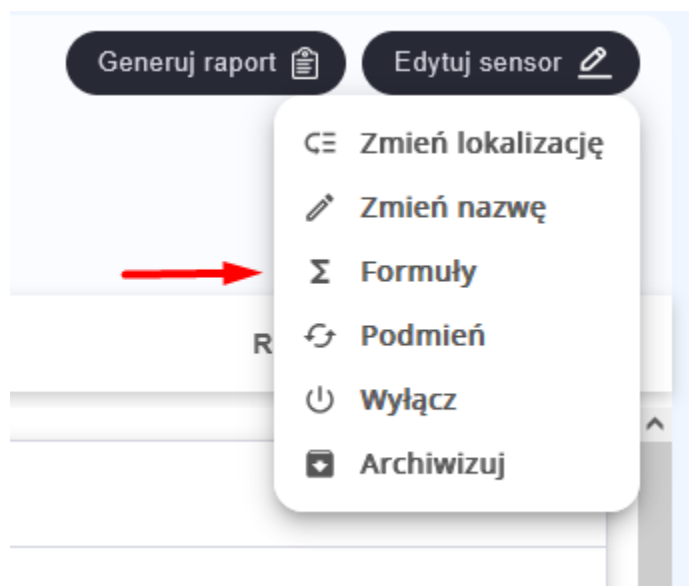 Generuj raport
Edytuj sensor
Zmień lokalizację
Zmień nazwę
Formuły
R
Podmień
Wyłącz
Archiwizuj